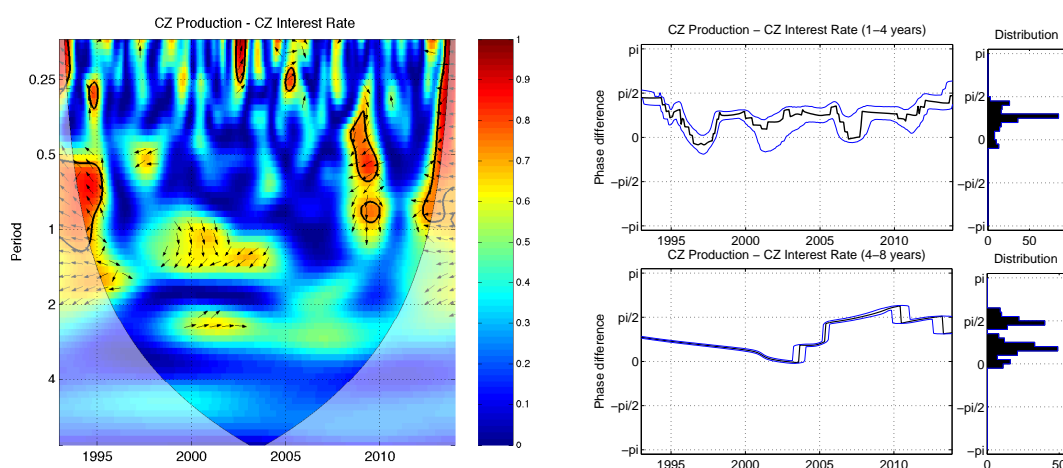 CZ Production - CZ Interest Rate
Period
0.25
0.5
1
2
4
1995
2000
2005
2010
1
0.9
0.8
0.7
0.6
0.5
0.4
0.3
0.2
0.1
0
CZ Production − CZ Interest Rate (1−4 years)
Phase difference
pi
pi/2
0
−pi/2
−pi
1995
2000
2005
2010
Distribution
pi
pi/2
0
−pi/2
−pi
0
50
CZ Production − CZ Interest Rate (4−8 years)
Phase difference
pi
pi/2
0
−pi/2
−pi
1995
2000
2005
2010
Distribution
pi
pi/2
0
−pi/2
−pi
0